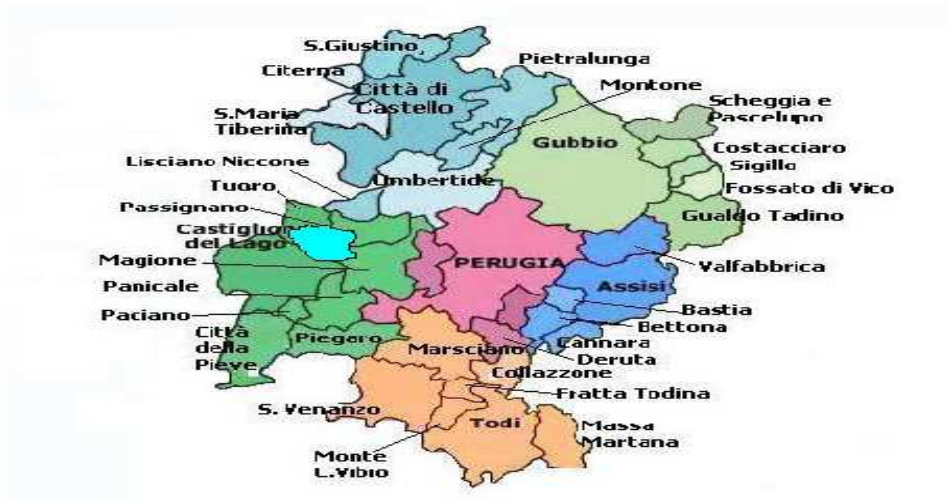 S.Giustino
Citerna
Città di
Castello
Pietralunga
Montone
S.Maria
Tiberina
Scheggia e
Pascelupo
Gubbio
Costacciaro
Sigillo
Lisciano Niccone
Umbertide
Fossato di Vico
Tuoro
Passignano
Gualdo Tadino
Castiglion
del Lago
Magione
PERUGIA
Valfabbrica
Panicale
Assisi
Paciano
Bastia
Bettona
Città
della
Pieve
Piegaro
Cannara
Marsciano
Deruta
Collazzone
Fratta Todina
S. Venanzo
Todi
Massa
Martana
Monte
L.Vibio